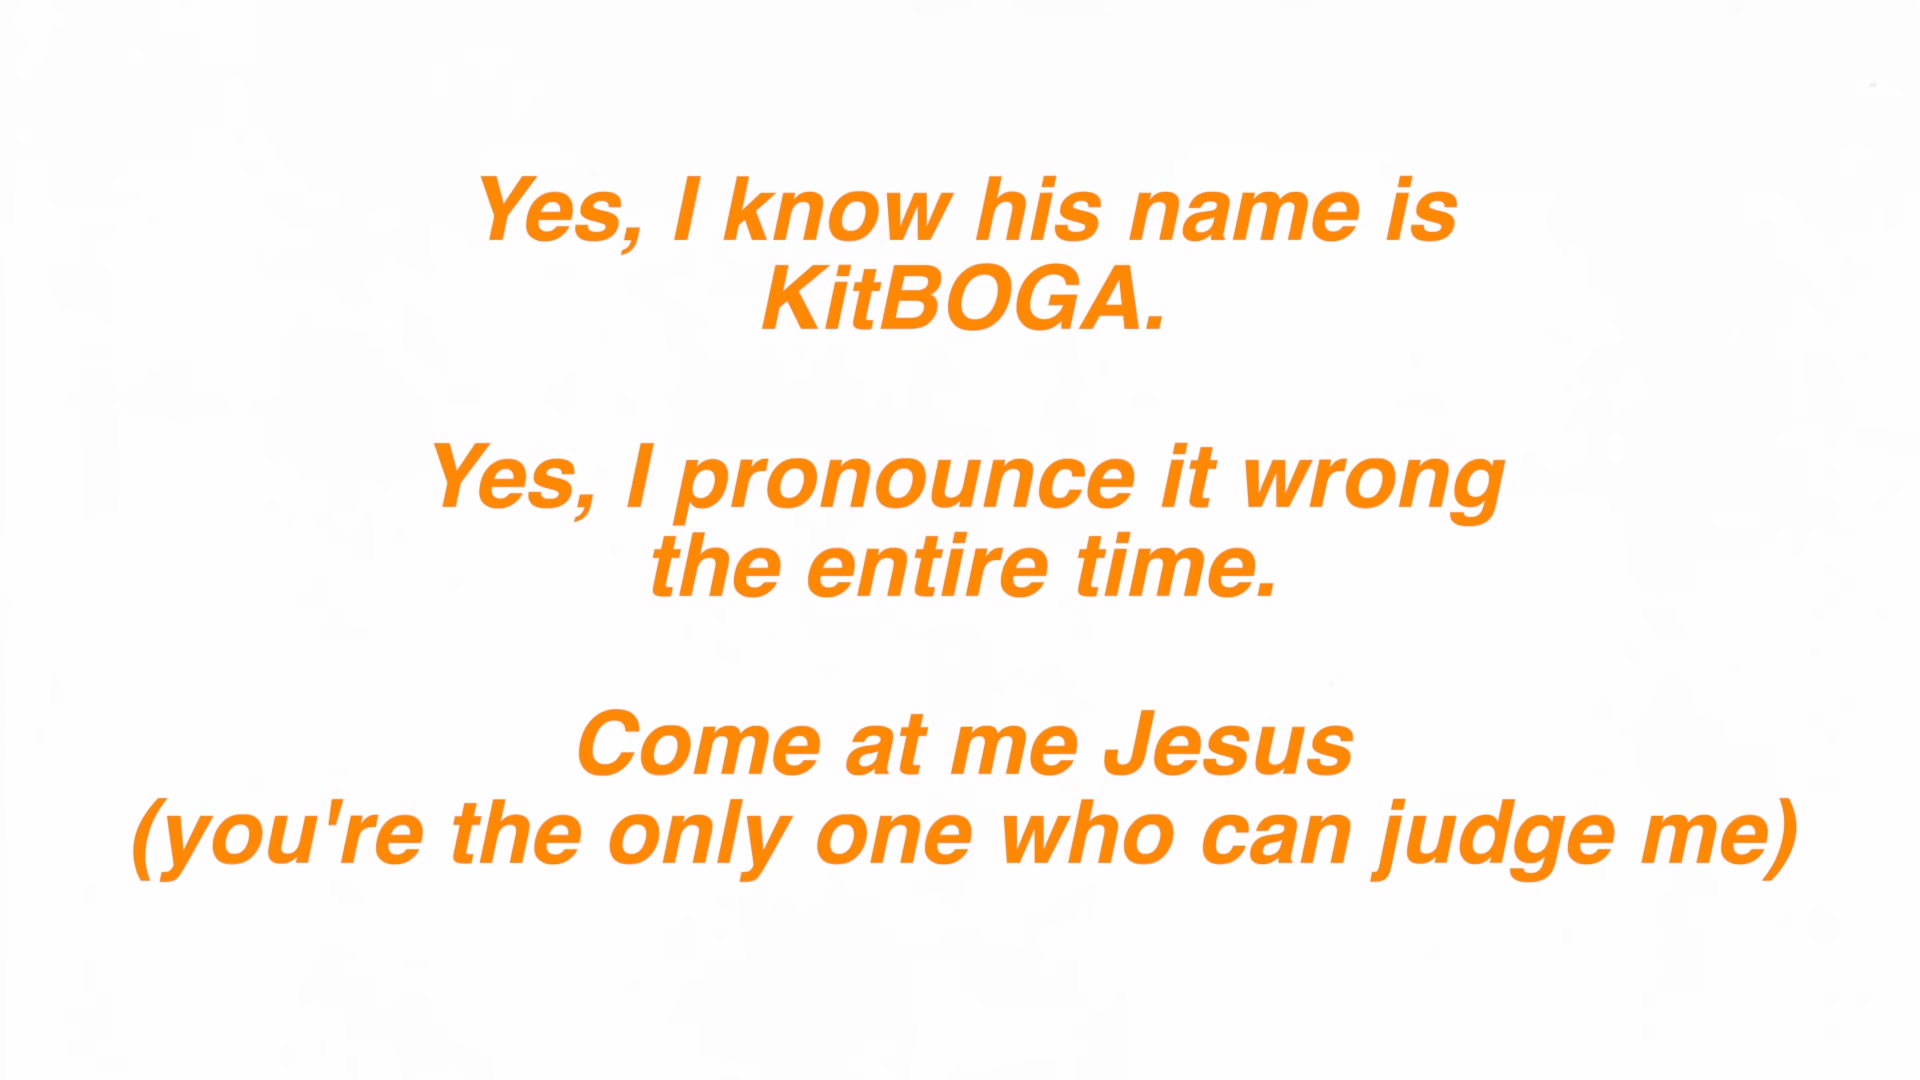 Yes, I know his name is
KitBOGA.
Yes, I pronounce it wrong
the entire time.
Come at me Jesus
(you're the only one who can judge me)